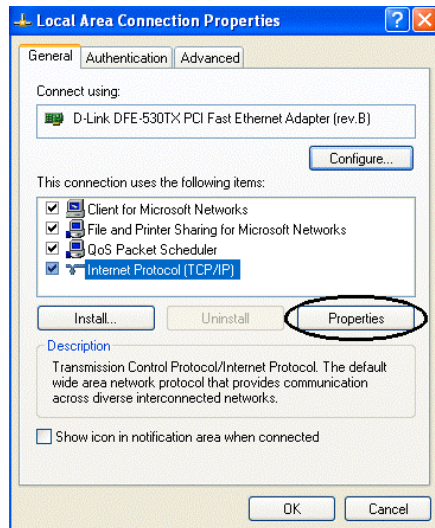 Local Area Connection Properties
General Authentication Advanced
Connect using:
D-Link DFE-530TX PCI Fast Ethernet Adapter (rev.B)
Configure...
This connection uses the following items:
Client for Microsoft Networks
File and Printer Sharing for Microsoft Networks
QoS Packet Scheduler
Internet Protocol (TCP/IP)
Install... Uninstall Properties
Description
Transmission Control Protocol/Internet Protocol. The default
wide area network protocol that provides communication
across diverse interconnected networks.
Show icon in notification area when connected
OK Cancel